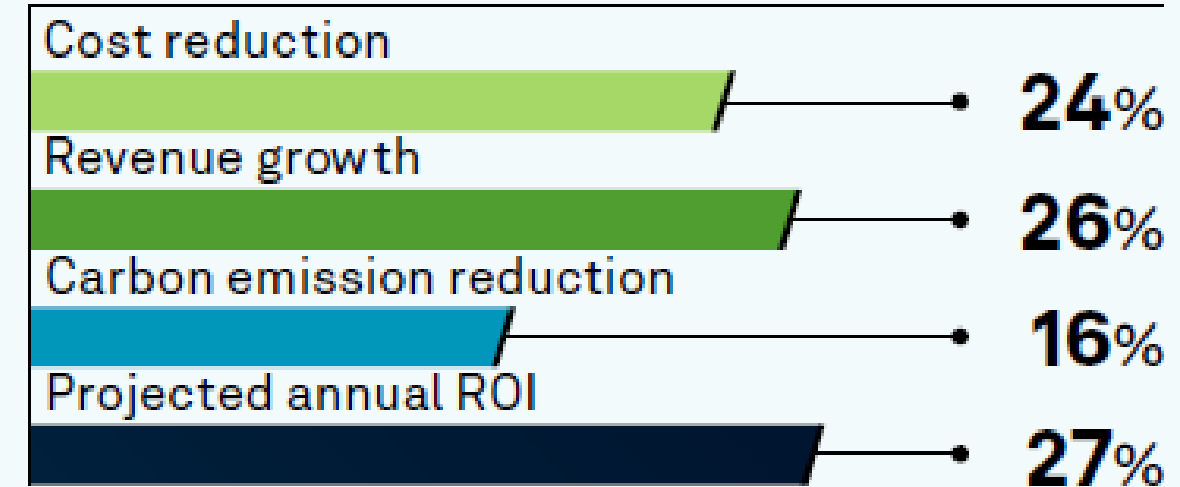 Cost reduction
24%
Revenue growth
26%
Carbon emission reduction
16%
Projected annual ROI
27%